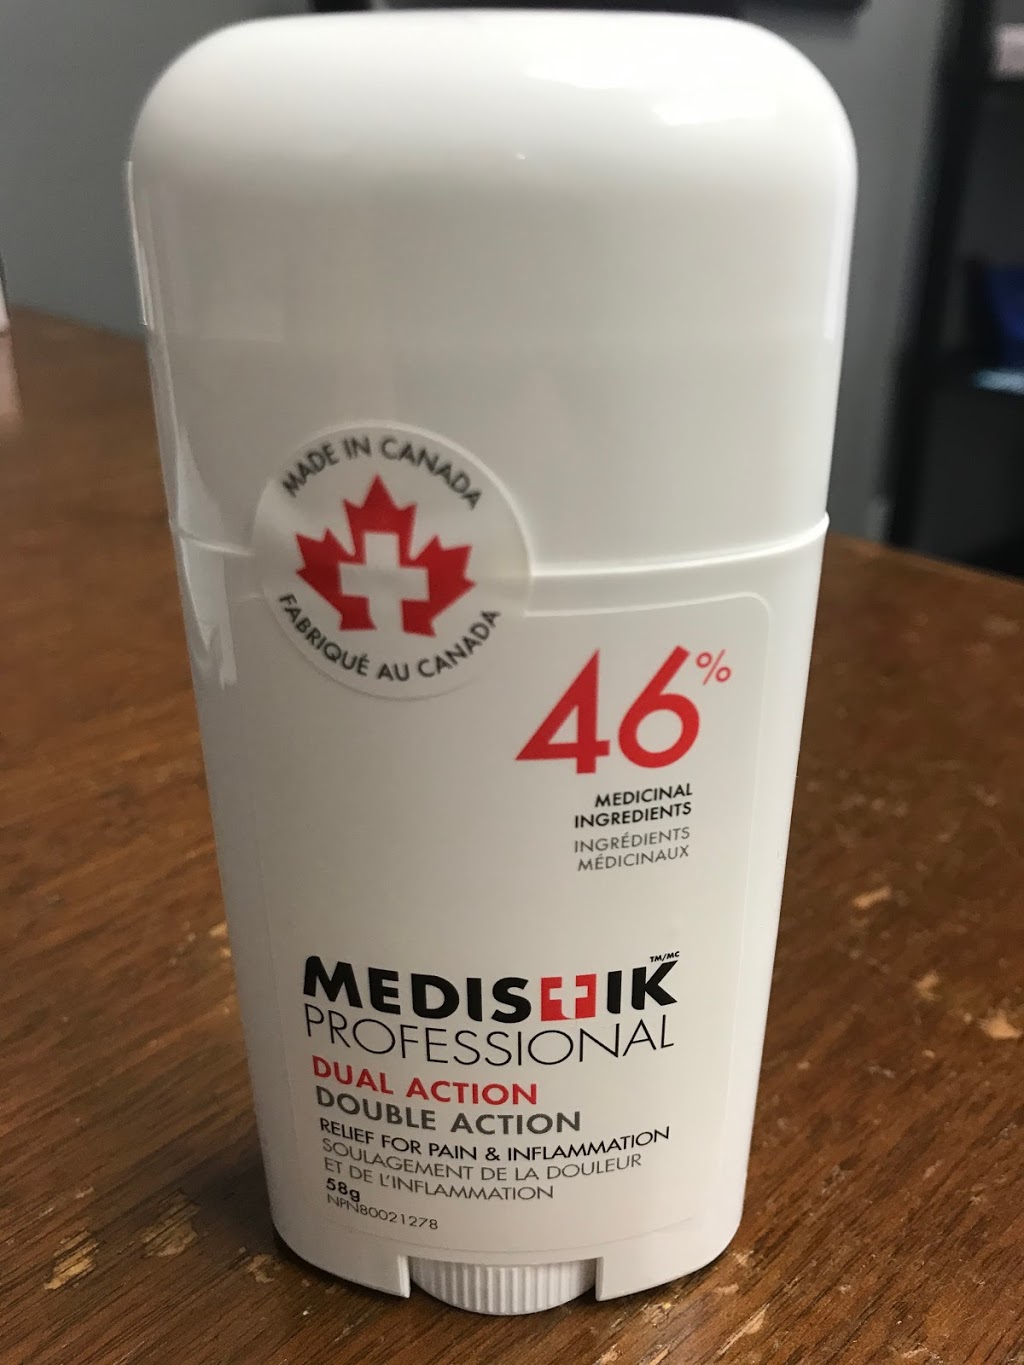 MADE IN CANADA
FABRIQUÉ AU CANADA
46%
MEDICINAL
INGREDIENTS
INGRÉDIENTS
MÉDICINAUX
MEDISTIK TM/MC
PROFESSIONAL
DUAL ACTION
DOUBLE ACTION
RELIEF FOR PAIN & INFLAMMATION
SOULAGEMENT DE LA DOULEUR
ET DE L'INFLAMMATION
58g
NPN80021278